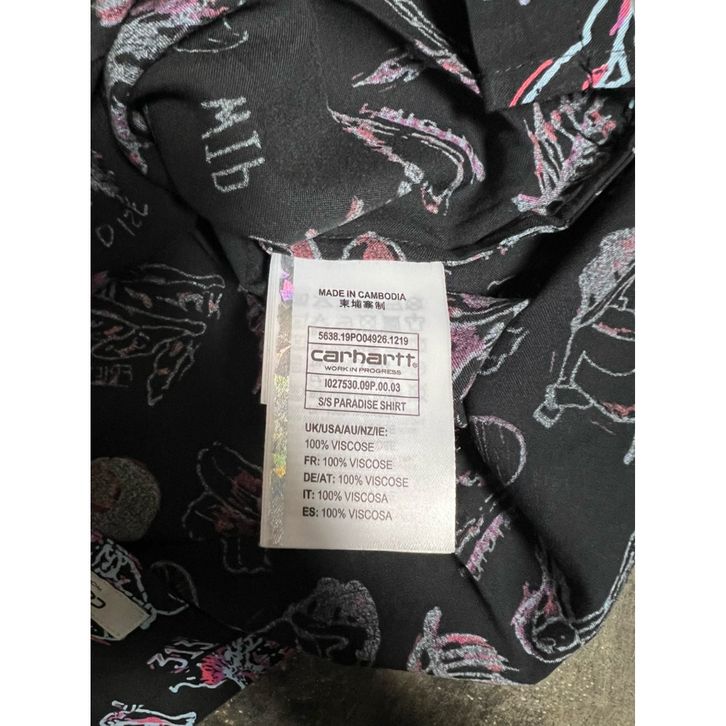 MIb
MADE IN CAMBODIA
柬埔寨制
5638.19PO04926.1219
carhartt®
WORK IN PROGRESS
I027530.09P.00.03
S/S PARADISE SHIRT
UK/USA/AU/NZ/IE:
100% VISCOSE
FR: 100% VISCOSE
DE/AT: 100% VISCOSE
IT: 100% VISCOSA
ES: 100% VISCOSA